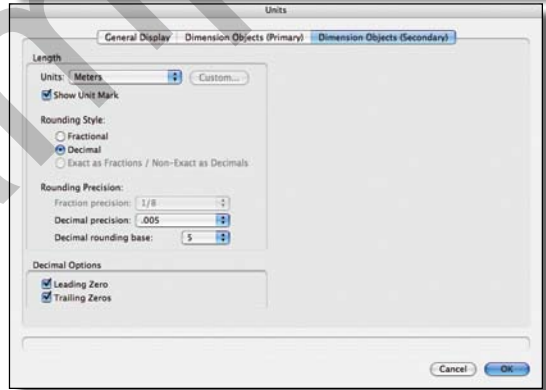 Units
General Display Dimension Objects (Primary) Dimension Objects (Secondary)
Length
Units: Meters Custom...
Show Unit Mark
Rounding Style:
Fractional
Decimal
Exact as Fractions / Non-Exact as Decimals
Rounding Precision:
Fraction precision: 1/8
Decimal precision: .005
Decimal rounding base: 5
Decimal Options
Leading Zero
Trailing Zeros
Cancel OK